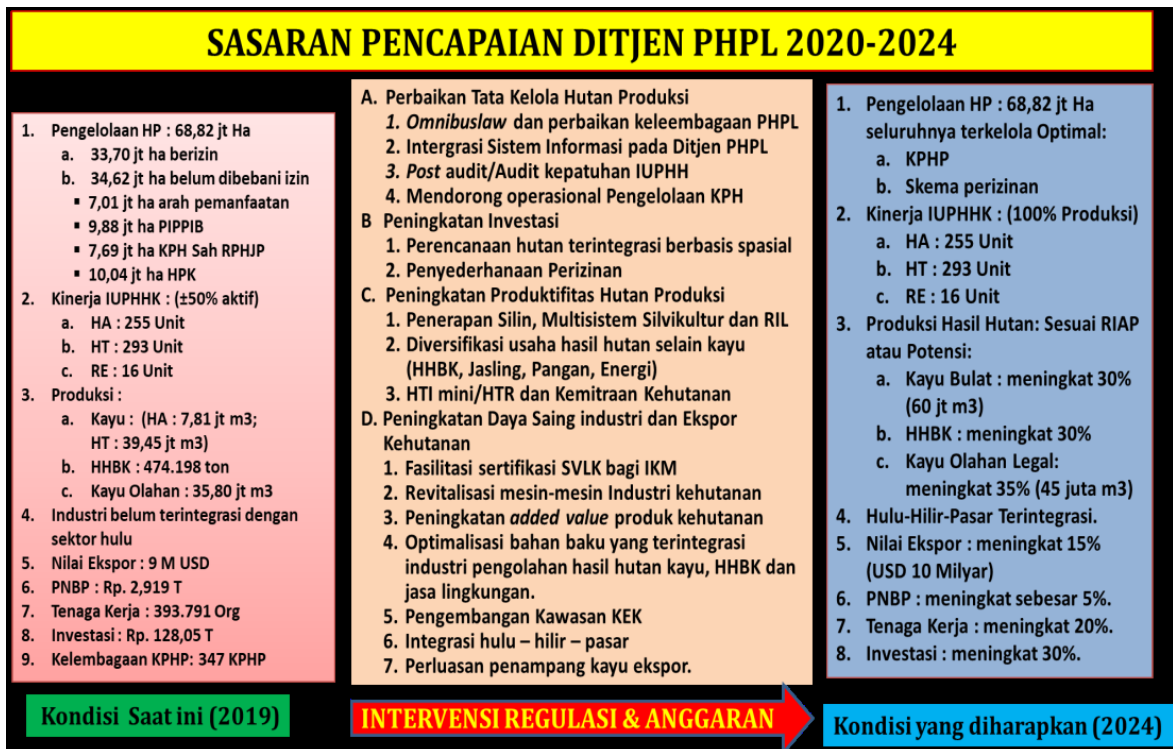 SASARAN PENCAPAIAN DITJEN PHPL 2020-2024
1. Pengelolaan HP : 68,82 jt Ha
a. 33,70 jt ha berizin
b. 34,62 jt ha belum dibebani izin
▪ 7,01 jt ha arah pemanfaatan
▪ 9,88 jt ha PIPPIB
▪ 7,69 jt ha KPH Sah RPHJP
▪ 10,04 jt ha HPK
2. Kinerja IUPHHK : (±50% aktif)
a. HA : 255 Unit
b. HT : 293 Unit
c. RE : 16 Unit
3. Produksi :
a. Kayu : (HA : 7,81 jt m3;
HT : 39,45 jt m3)
b. HHBK : 474.198 ton
c. Kayu Olahan : 35,80 jt m3
4. Industri belum terintegrasi dengan
sektor hulu
5. Nilai Ekspor : 9 M USD
6. PNBP : Rp. 2,919 T
7. Tenaga Kerja : 393.791 Org
8. Investasi : Rp. 128,05 T
9. Kelembagaan KPHP: 347 KPHP
Kondisi Saat ini (2019)
A. Perbaikan Tata Kelola Hutan Produksi
1. Omnibuslaw dan perbaikan keleembagaan PHPL
2. Intergrasi Sistem Informasi pada Ditjen PHPL
3. Post audit/Audit kepatuhan IUPHH
4. Mendorong operasional Pengelolaan KPH
B Peningkatan Investasi
1. Perencanaan hutan terintegrasi berbasis spasial
2. Penyederhanaan Perizinan
C. Peningkatan Produktifitas Hutan Produksi
1. Penerapan Silin, Multisistem Silvikultur dan RIL
2. Diversifikasi usaha hasil hutan selain kayu
(HHBK, Jasling, Pangan, Energi)
3. HTI mini/HTR dan Kemitraan Kehutanan
D. Peningkatan Daya Saing industri dan Ekspor
Kehutanan
1. Fasilitasi sertifikasi SVLK bagi IKM
2. Revitalisasi mesin-mesin Industri kehutanan
3. Peningkatan added value produk kehutanan
4. Optimalisasi bahan baku yang terintegrasi
industri pengolahan hasil hutan kayu, HHBK dan
jasa lingkungan.
5. Pengembangan Kawasan KEK
6. Integrasi hulu – hilir – pasar
7. Perluasan penampang kayu ekspor.
INTERVENSI REGULASI & ANGGARAN
1. Pengelolaan HP : 68,82 jt Ha
seluruhnya terkelola Optimal:
a. KPHP
b. Skema perizinan
2. Kinerja IUPHHK : (100% Produksi)
a. HA : 255 Unit
b. HT : 293 Unit
c. RE : 16 Unit
3. Produksi Hasil Hutan: Sesuai RIAP
atau Potensi:
a. Kayu Bulat : meningkat 30%
(60 jt m3)
b. HHBK : meningkat 30%
c. Kayu Olahan Legal:
meningkat 35% (45 juta m3)
4. Hulu-Hilir-Pasar Terintegrasi.
5. Nilai Ekspor : meningkat 15%
(USD 10 Milyar)
6. PNBP : meningkat sebesar 5%.
7. Tenaga Kerja : meningkat 20%.
8. Investasi : meningkat 30%.
Kondisi yang diharapkan (2024)